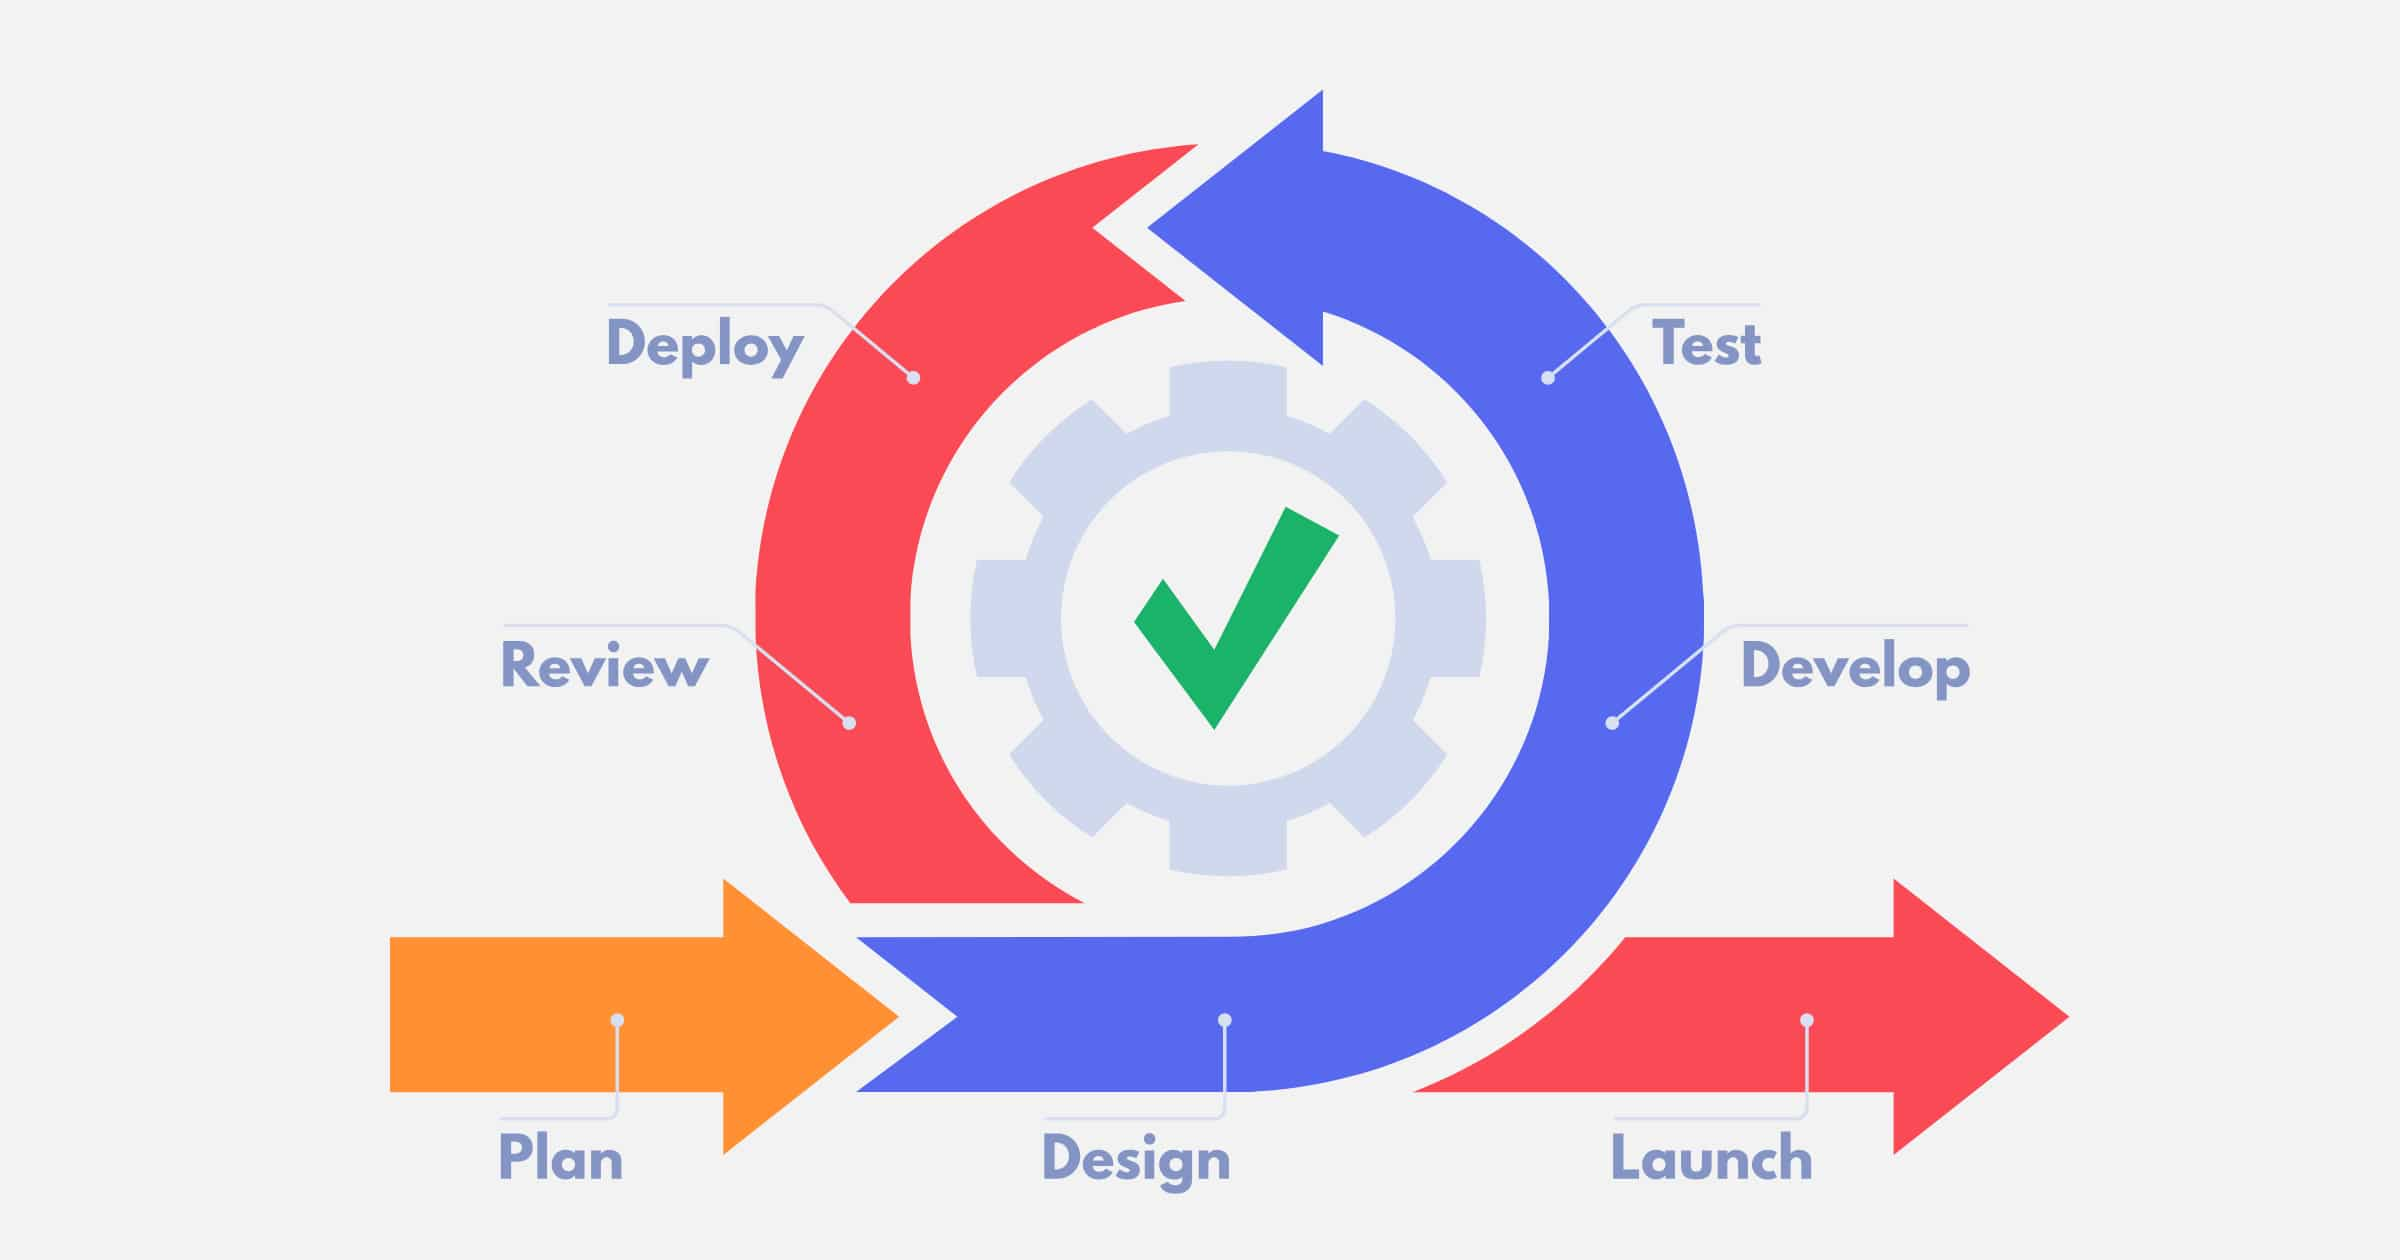 Deploy
Test
Review
Develop
Plan
Design
Launch